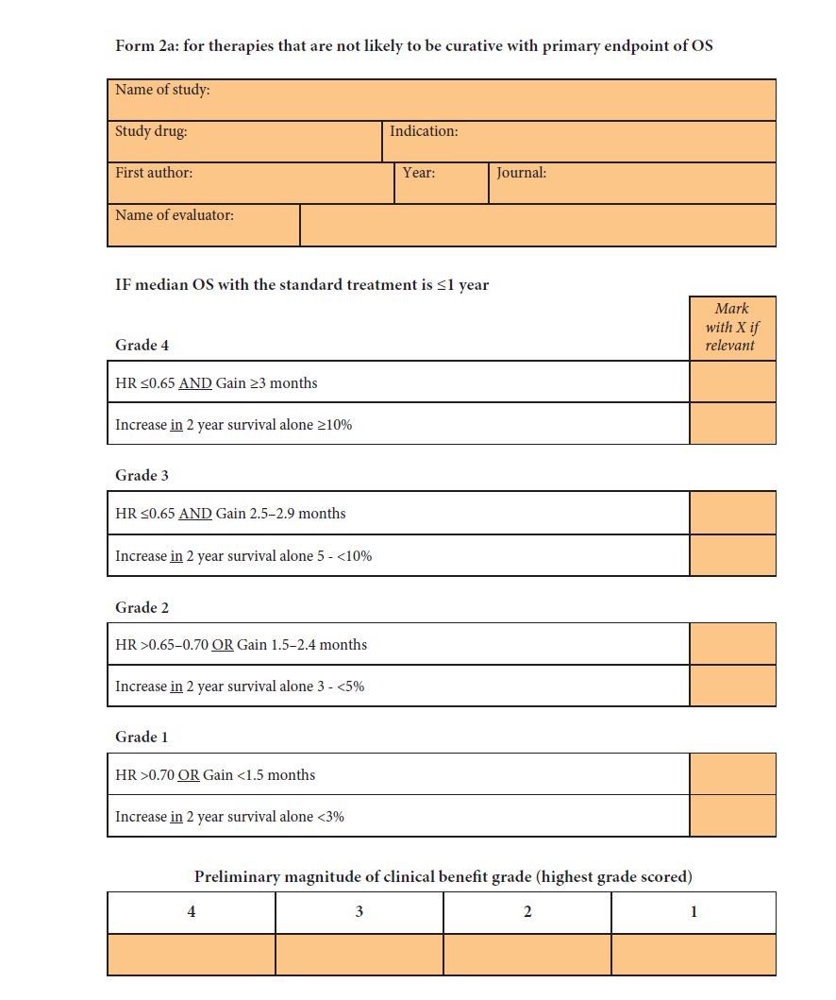 Form 2a: for therapies that are not likely to be curative with primary endpoint of OS
Name of study:
Study drug: Indication:
First author: Year: Journal:
Name of evaluator:
IF median OS with the standard treatment is ≤1 year
Mark
with X if
relevant
Grade 4
HR ≤0.65 AND Gain ≥3 months
Increase in 2 year survival alone ≥10%
Grade 3
HR ≤0.65 AND Gain 2.5–2.9 months
Increase in 2 year survival alone 5 - <10%
Grade 2
HR >0.65–0.70 OR Gain 1.5–2.4 months
Increase in 2 year survival alone 3 - <5%
Grade 1
HR >0.70 OR Gain <1.5 months
Increase in 2 year survival alone <3%
Preliminary magnitude of clinical benefit grade (highest grade scored)
4 3 2 1